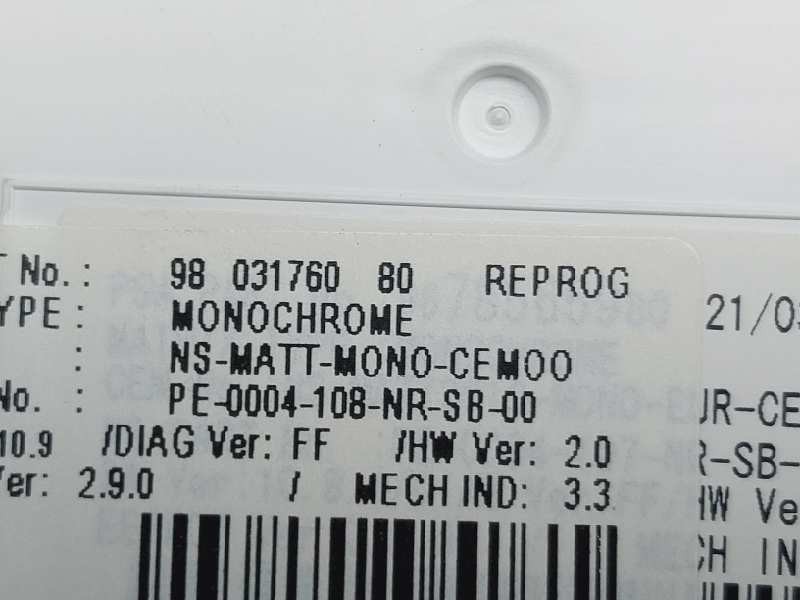 T No.: 98 031760 80 REPROG
YPE: MONOCHROME
: NS-MATT-MONO-CEMOO
No. : PE-0004-108-NR-SB-00
10.9 /DIAG Ver: FF /HW Ver: 2.0
Ver: 2.9.0 / MECH IND: 3.3
21/03
UR-CE
R-SB-
HW Ve
CH IN